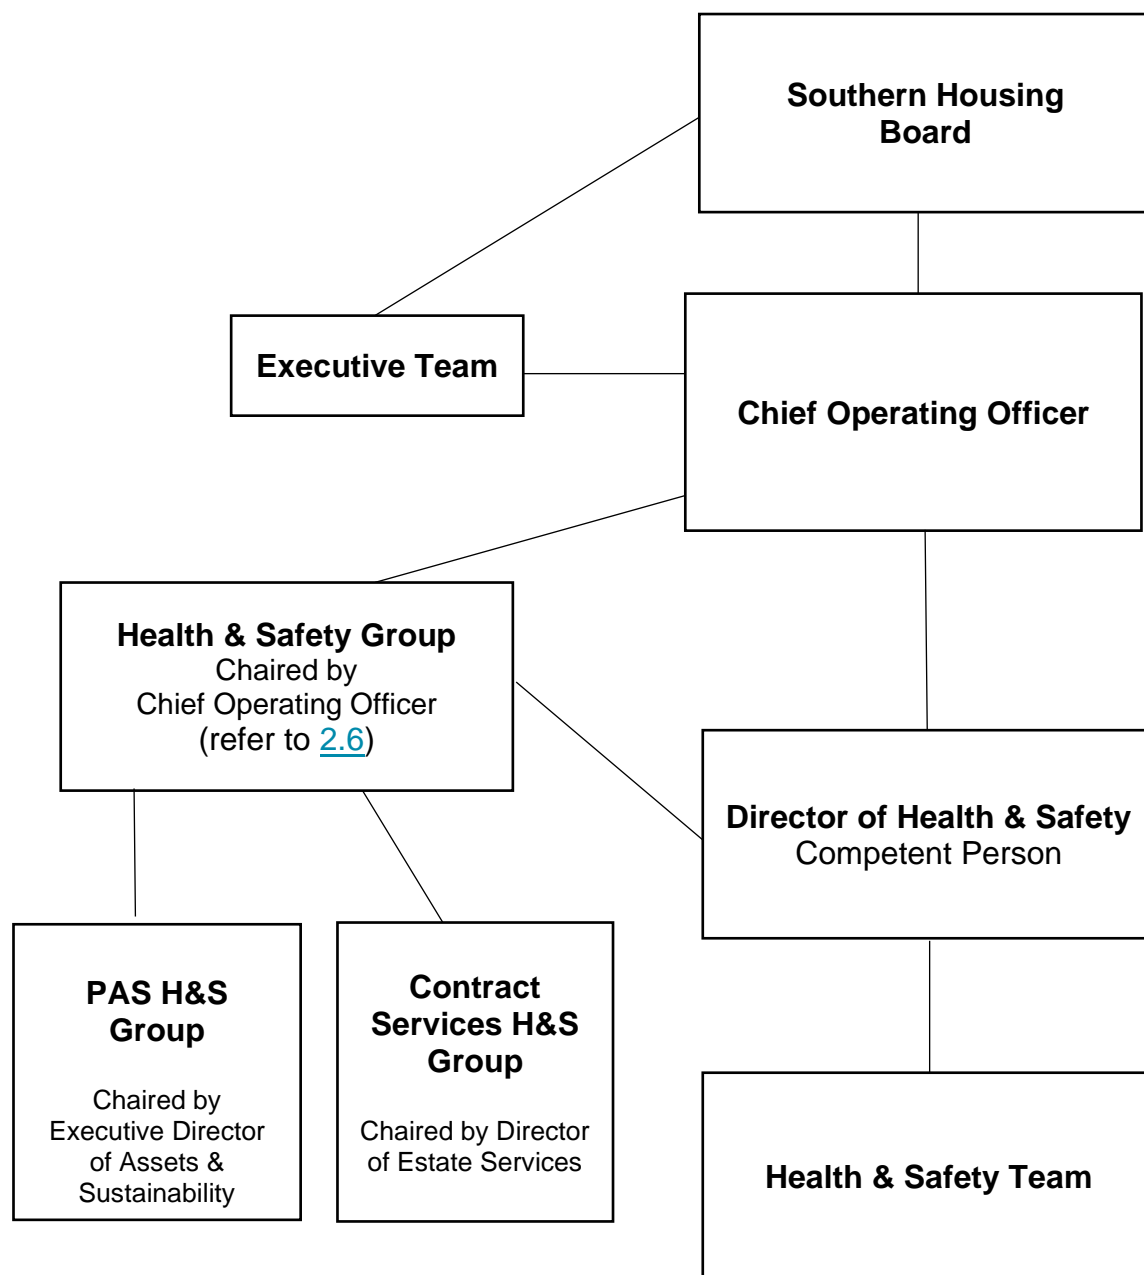 Southern Housing
Board
Executive Team
Chief Operating Officer
Health & Safety Group
Chaired by
Chief Operating Officer
(refer to 2.6)
Director of Health & Safety
Competent Person
PAS H&S
Group
Chaired by
Executive Director
of Assets &
Sustainability
Contract
Services H&S
Group
Chaired by Director
of Estate Services
Health & Safety Team